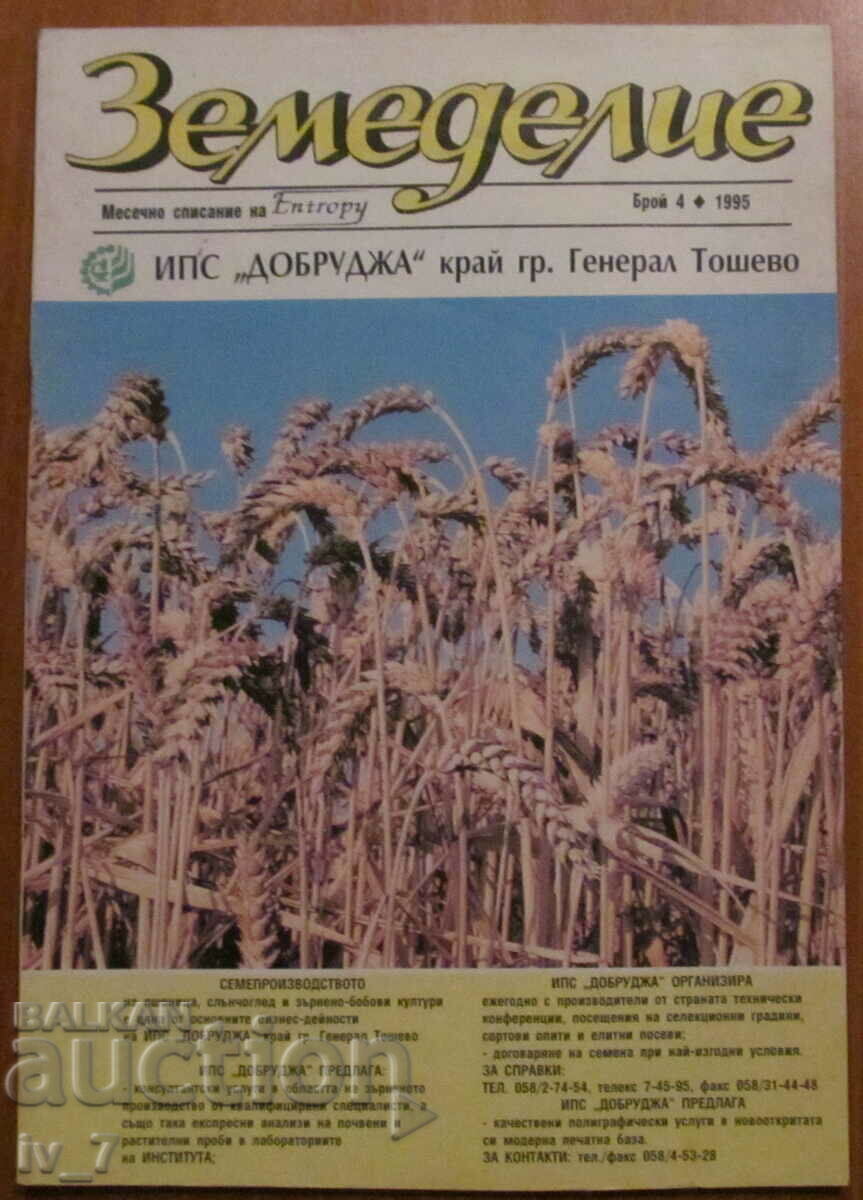 Земеделие
Месечно списание на Entropy
Брой 4 ◆ 1995
ИПС „ДОБРУДЖА“ край гр. Генерал Тошево
СЕМЕПРОИЗВОДСТВОТО
на пшеница, слънчоглед и зърнено-бобови култури
е една от основните бизнес-дейности
на ИПС „ДОБРУДЖА“ край гр. Генерал Тошево
ИПС „ДОБРУДЖА“ ПРЕДЛАГА:
- консултантски услуги в областта на зърненото
производство от квалифицирани специалисти, а
също така експресни анализи на почвени и
растителни проби в лабораториите
на ИНСТИТУТА;
ИПС „ДОБРУДЖА“ ОРГАНИЗИРА
ежегодно с производители от страната технически
конференции, посещения на селекционни градини,
сортови опити и елитни посеви;
- договаряне на семена при най-изгодни условия.
ЗА СПРАВКИ:
ТЕЛ. 058/2-74-54, телекс 7-45-95, факс 058/31-44-48
ИПС „ДОБРУДЖА“ ПРЕДЛАГА
- качествени полиграфически услуги в новооткритата
си модерна печатна база.
ЗА КОНТАКТИ: тел./факс 058/4-53-28
BALKAN
auction
iv_7